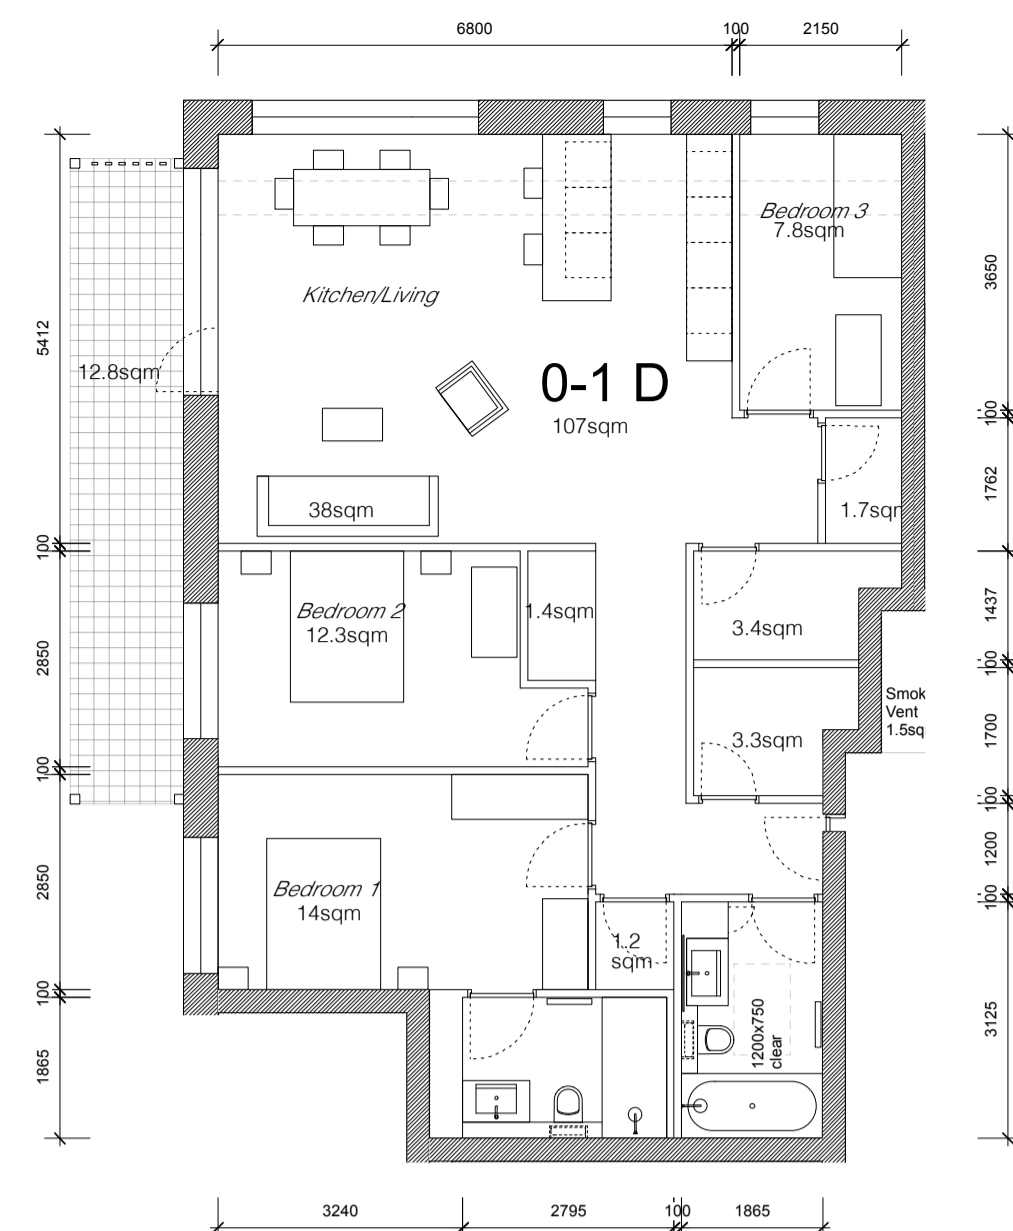 6800
100
2150
Bedroom 3
7.8sqm
Kitchen/Living
3650
5412
12.8sqm
0-1 D
107sqm
100
38sqm
1762
1.7sqr
100
Bedroom 2
12.3sqm
1.4sqm
1437
3.4sqm
2850
100
Smok
Vent
1.5sq
3.3sqm
1700
100
100
1200
2850
Bedroom 1
14sqm
100
1.2
sqm
100
1200x750
clear
3125
1865
3240
2795
100
1865